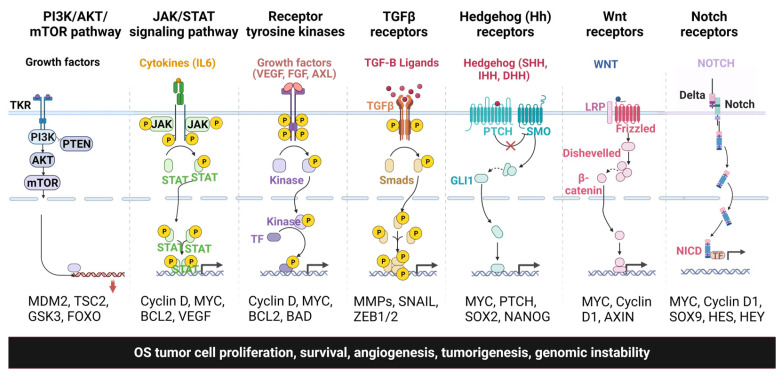 PI3K/AKT/
mTOR pathway
JAK/STAT
signaling pathway
Receptor
tyrosine kinases
TGFβ
receptors
Hedgehog (Hh)
receptors
Wnt
receptors
Notch
receptors
Growth factors
Cytokines (IL6)
Growth factors
(VEGF, FGF, AXL)
TGF-B Ligands
Hedgehog (SHH,
IHH, DHH)
WNT
NOTCH
TKR
PI3K
PTEN
AKT
mTOR
P
JAK
JAK
P
P
STAT
STAT
P
P
STAT
STAT
P
P
STAT
P
P
P
P
P
Kinase
P
Kinase
P
TF
P
TGFβ
P
P
P
Smads
P
P
P
P
P
P
PTCH
SMO
GLI1
LRP
Frizzled
Dishevelled
β-
catenin
Delta
Notch
NICD
TF
MDM2, TSC2,
GSK3, FOXO
Cyclin D, MYC,
BCL2, VEGF
Cyclin D, MYC,
BCL2, BAD
MMPs, SNAIL,
ZEB1/2
MYC, PTCH,
SOX2, NANOG
MYC, Cyclin
D1, AXIN
MYC, Cyclin D1,
SOX9, HES, HEY
OS tumor cell proliferation, survival, angiogenesis, tumorigenesis, genomic instability